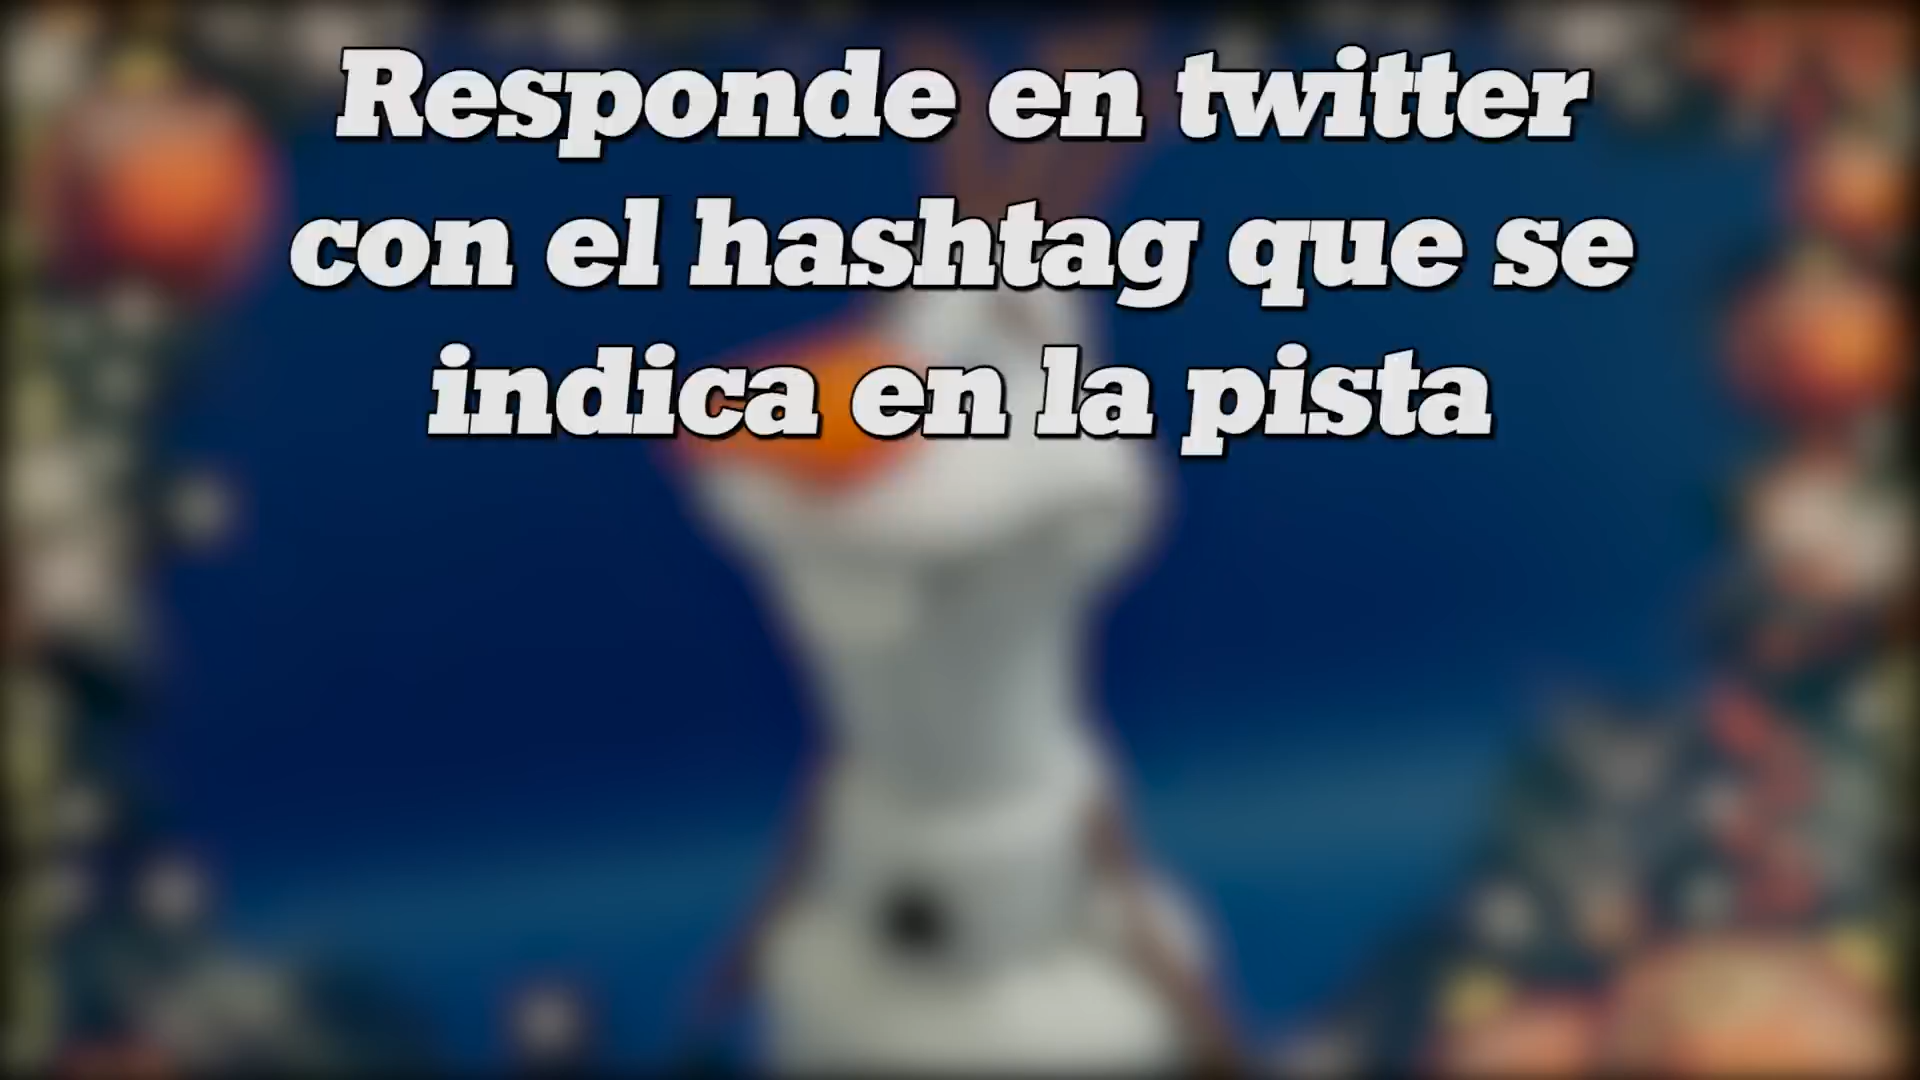 Responde en twitter
con el hashtag que se
indica en la pista